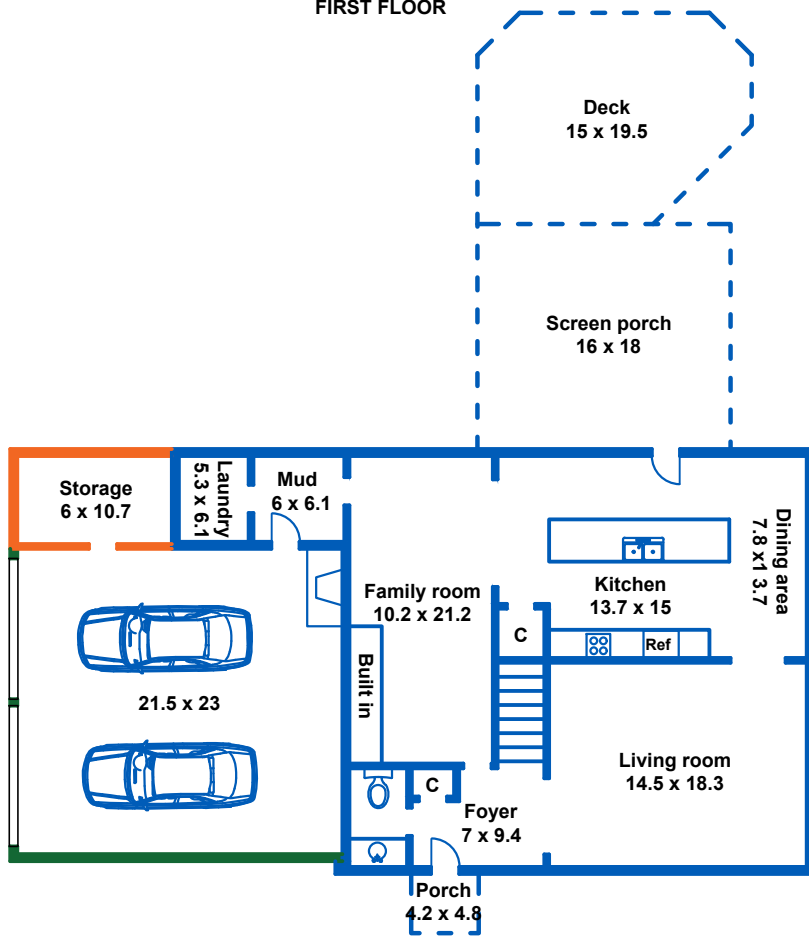 FIRST FLOOR
Deck
15 x 19.5
Screen porch
16 x 18
Storage
6 x 10.7
Laundry
5.3 x 6.1
Mud
6 x 6.1
Dining area
7.8 x1 3.7
Family room
10.2 x 21.2
Kitchen
13.7 x 15
C
Ref
Built in
21.5 x 23
Living room
14.5 x 18.3
C
Foyer
7 x 9.4
Porch
4.2 x 4.8